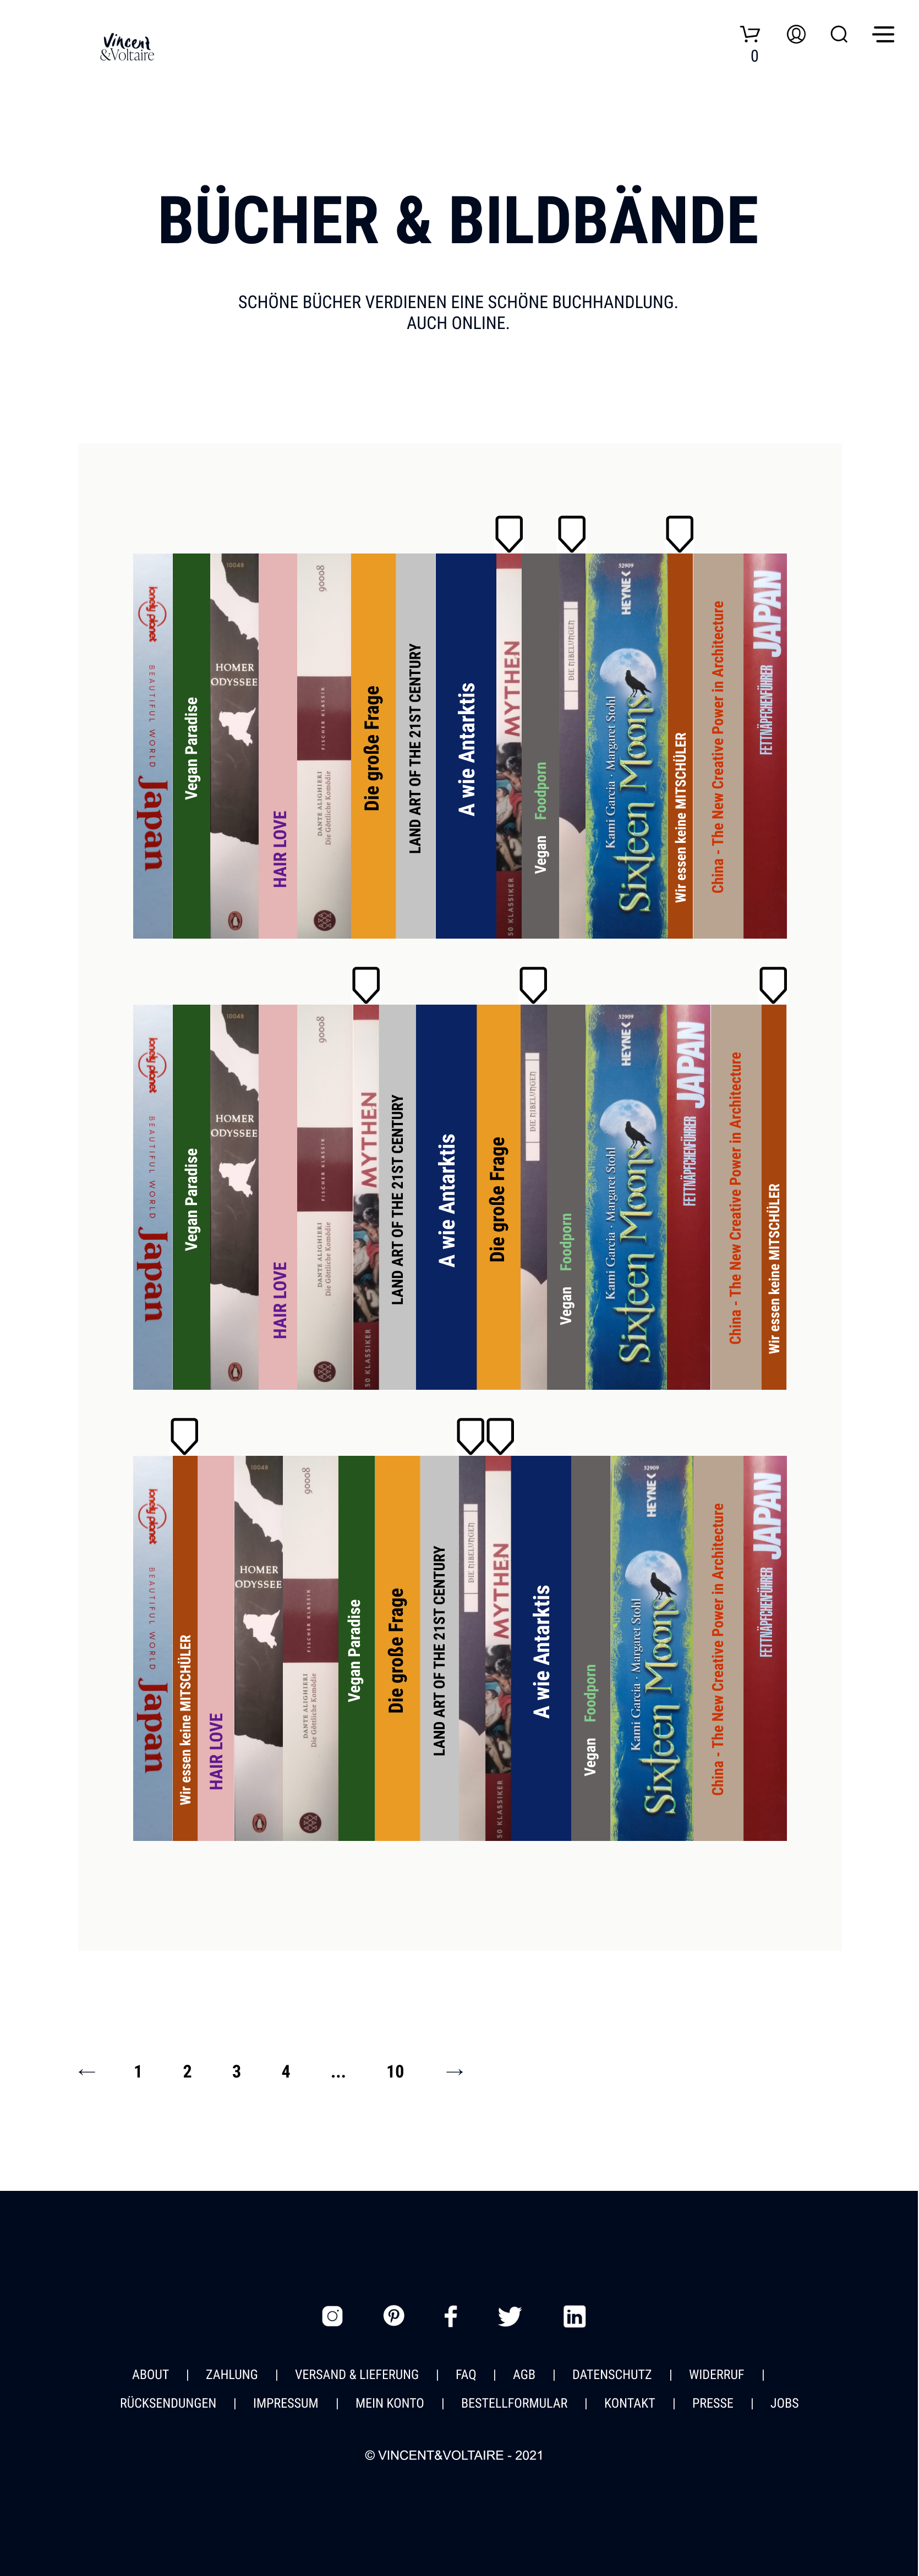 Vincent
&Voltaire
0
BÜCHER & BILDBÄNDE
SCHÖNE BÜCHER VERDIENEN EINE SCHÖNE BUCHHANDLUNG.
AUCH ONLINE.
lonely planet
BEAUTIFUL WORLD
Japan
Vegan Paradise
10048
HOMER
ODYSSEE
HAIR LOVE
90008
FISCHER KLASSIK
DANTE ALIGHIERI
Die Göttliche Komödie
Die große Frage
LAND ART OF THE 21ST CENTURY
A wie Antarktis
MYTHEN
50 KLASSIKER
Vegan Foodporn
DIE NIBELUNGEN
52909
HEYNE<
Kami Garcia · Margaret Stohl
Sixteen Moons
Wir essen keine MITSCHÜLER
China - The New Creative Power in Architecture
JAPAN
FETTNÄPFCHENFÜHRER
lonely planet
BEAUTIFUL WORLD
Japan
Vegan Paradise
10048
HOMER
ODYSSEE
HAIR LOVE
90008
FISCHER KLASSIK
DANTE ALIGHIERI
Die Göttliche Komödie
MYTHEN
50 KLASSIKER
LAND ART OF THE 21ST CENTURY
A wie Antarktis
Die große Frage
DIE NIBELUNGEN
Vegan Foodporn
52909
HEYNE<
Kami Garcia · Margaret Stohl
Sixteen Moons
JAPAN
FETTNÄPFCHENFÜHRER
China - The New Creative Power in Architecture
Wir essen keine MITSCHÜLER
lonely planet
BEAUTIFUL WORLD
Japan
Wir essen keine MITSCHÜLER
HAIR LOVE
10048
HOMER
ODYSSEE
90008
FISCHER KLASSIK
DANTE ALIGHIERI
Die Göttliche Komödie
Vegan Paradise
Die große Frage
LAND ART OF THE 21ST CENTURY
DIE NIBELUNGEN
MYTHEN
50 KLASSIKER
A wie Antarktis
Vegan Foodporn
52909
HEYNE<
Kami Garcia · Margaret Stohl
Sixteen Moons
China - The New Creative Power in Architecture
JAPAN
FETTNÄPFCHENFÜHRER
← 1 2 3 4 ... 10 →
ABOUT | ZAHLUNG | VERSAND & LIEFERUNG | FAQ | AGB | DATENSCHUTZ | WIDERRUF |
RÜCKSENDUNGEN | IMPRESSUM | MEIN KONTO | BESTELLFORMULAR | KONTAKT | PRESSE | JOBS
© VINCENT&VOLTAIRE - 2021